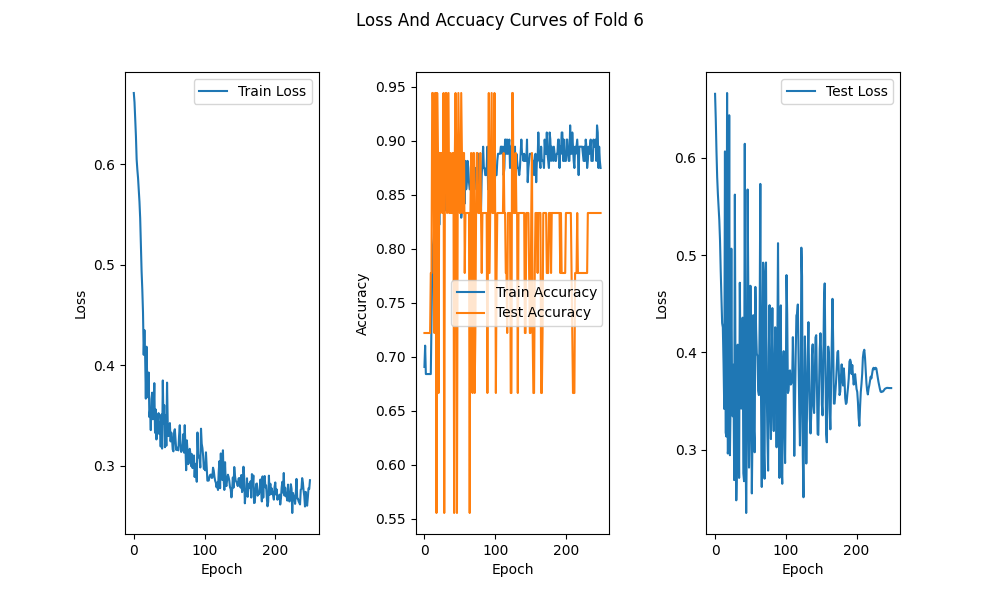 Loss And Accuacy Curves of Fold 6
Train Loss
0.6
0.5
0.4
0.3
Loss
0
100
200
Epoch
0.95
0.90
0.85
0.80
0.75
0.70
0.65
0.60
0.55
Accuracy
Train Accuracy
Test Accuracy
0
100
200
Epoch
Test Loss
0.6
0.5
0.4
0.3
Loss
0
100
200
Epoch